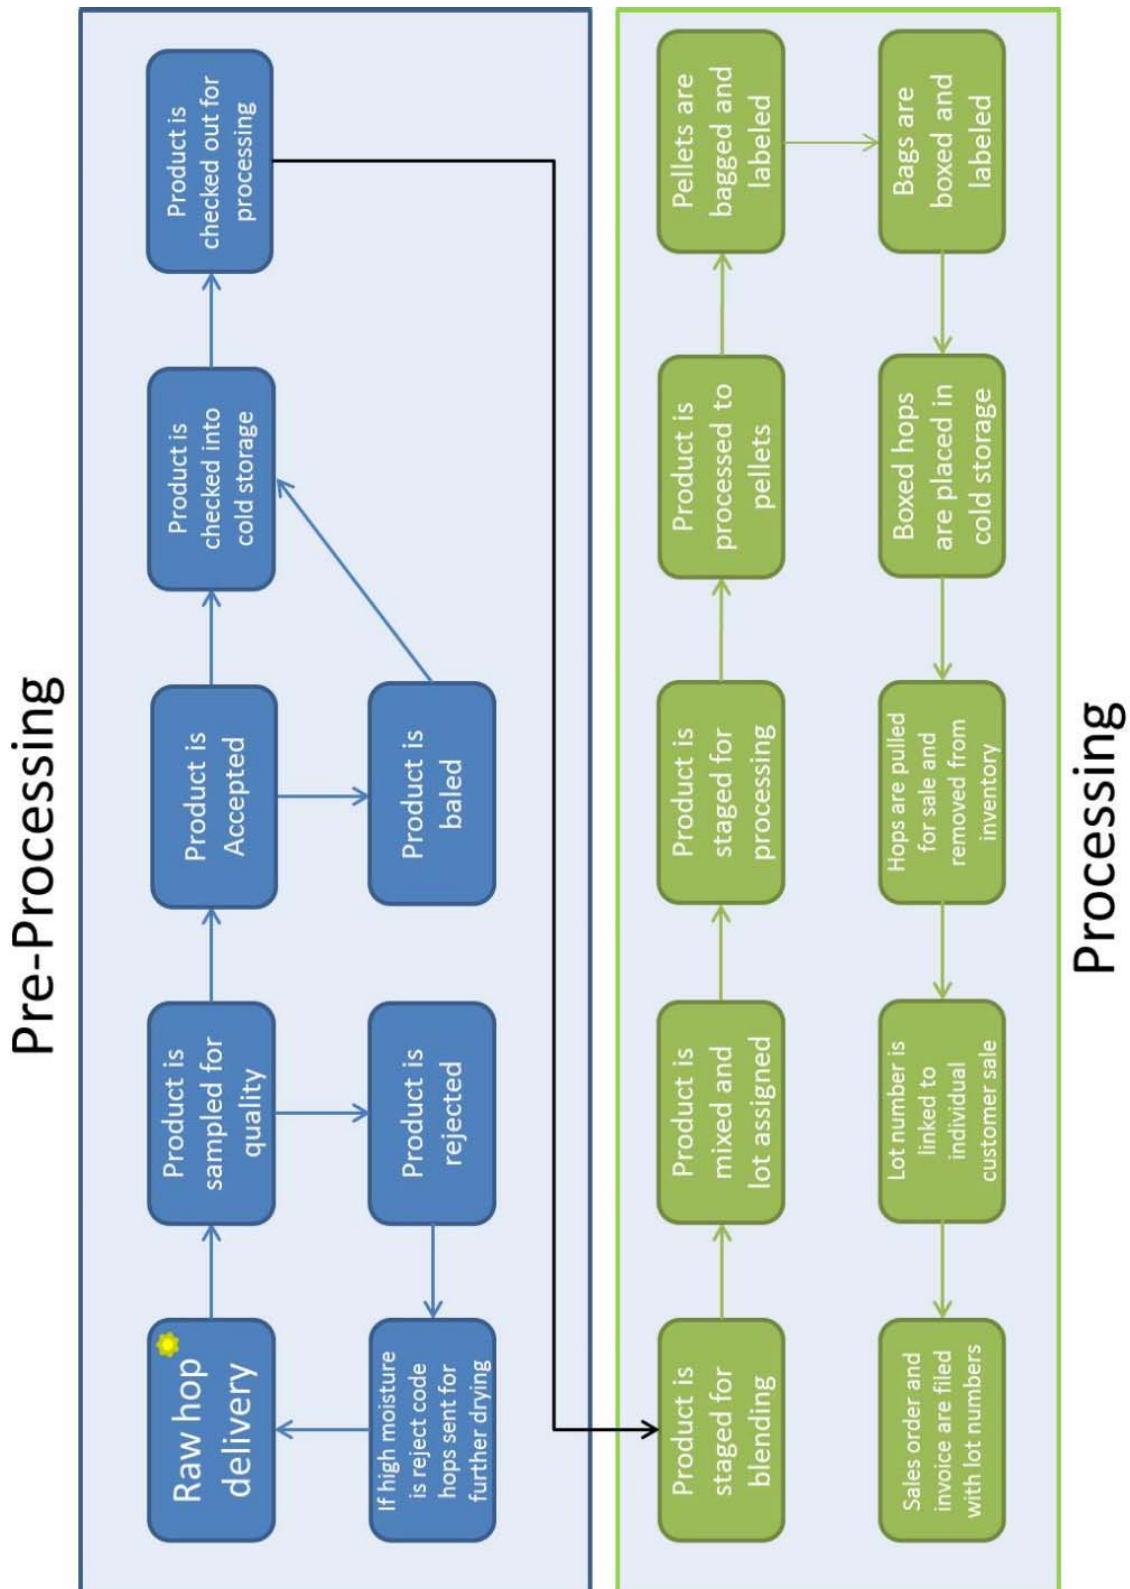 Pre-Processing
Raw hop
delivery
Product is
sampled for
quality
Product is
Accepted
Product is
checked into
cold storage
Product is
checked out for
processing
If high moisture
is reject code
hops sent for
further drying
Product is
rejected
Product is
baled
Product is
staged for
blending
Product is
mixed and
lot assigned
Product is
staged for
processing
Product is
processed to
pellets
Pellets are
bagged and
labeled
Sales order and
invoice are filed
with lot numbers
Lot number is
linked to
individual
customer sale
Hops are pulled
for sale and
removed from
inventory
Boxed hops
are placed in
cold storage
Bags are
boxed and
labeled
Processing